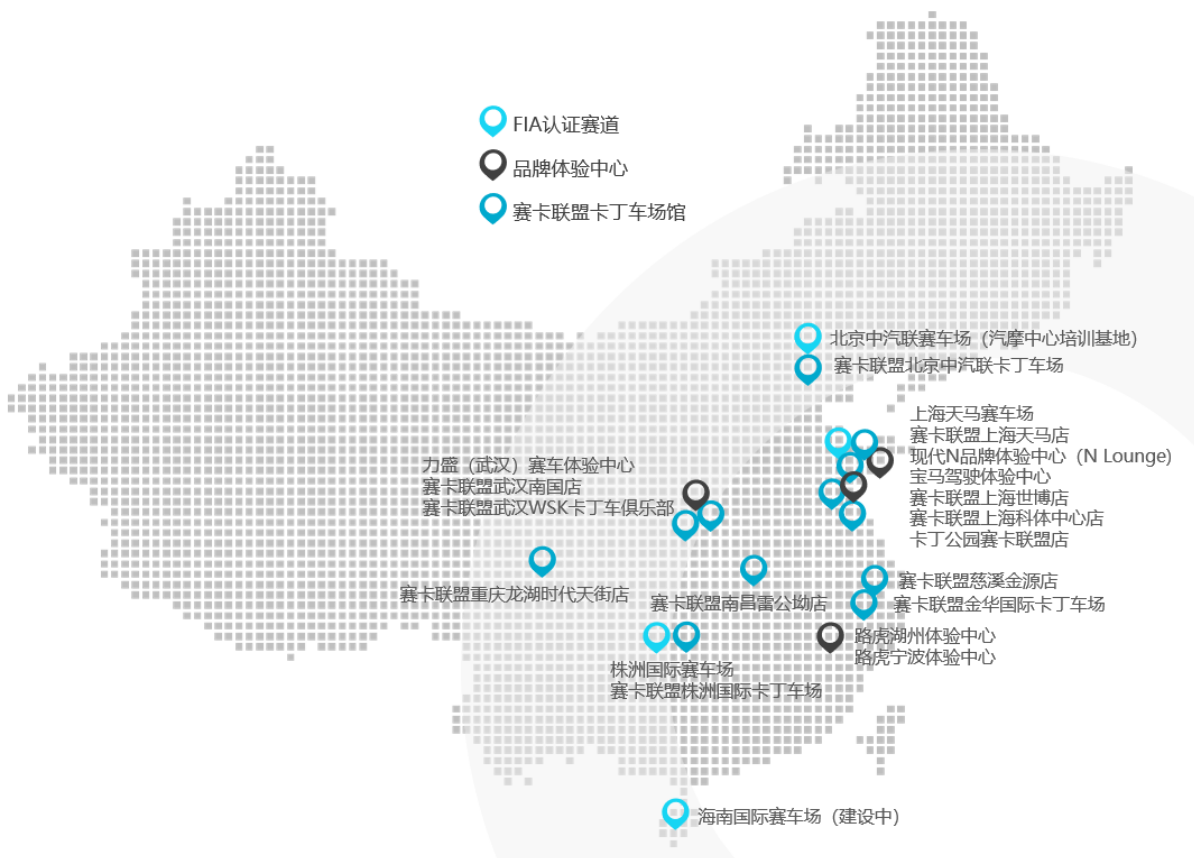 FIA认证赛道
品牌体验中心
赛卡联盟卡丁车场馆
北京中汽联赛车场（汽摩中心培训基地）
赛卡联盟北京中汽联卡丁车场
上海天马赛车场
赛卡联盟上海天马店
现代N品牌体验中心（N Lounge）
宝马驾驶体验中心
赛卡联盟上海世博店
赛卡联盟上海科体中心店
卡丁公园赛卡联盟店
力盛（武汉）赛车体验中心
赛卡联盟武汉南国店
赛卡联盟武汉WSK卡丁车俱乐部
赛卡联盟重庆龙湖时代天街店
赛卡联盟南昌雷公坳店
赛卡联盟慈溪金源店
赛卡联盟金华国际卡丁车场
路虎湖州体验中心
路虎宁波体验中心
株洲国际赛车场
赛卡联盟株洲国际卡丁车场
海南国际赛车场（建设中）